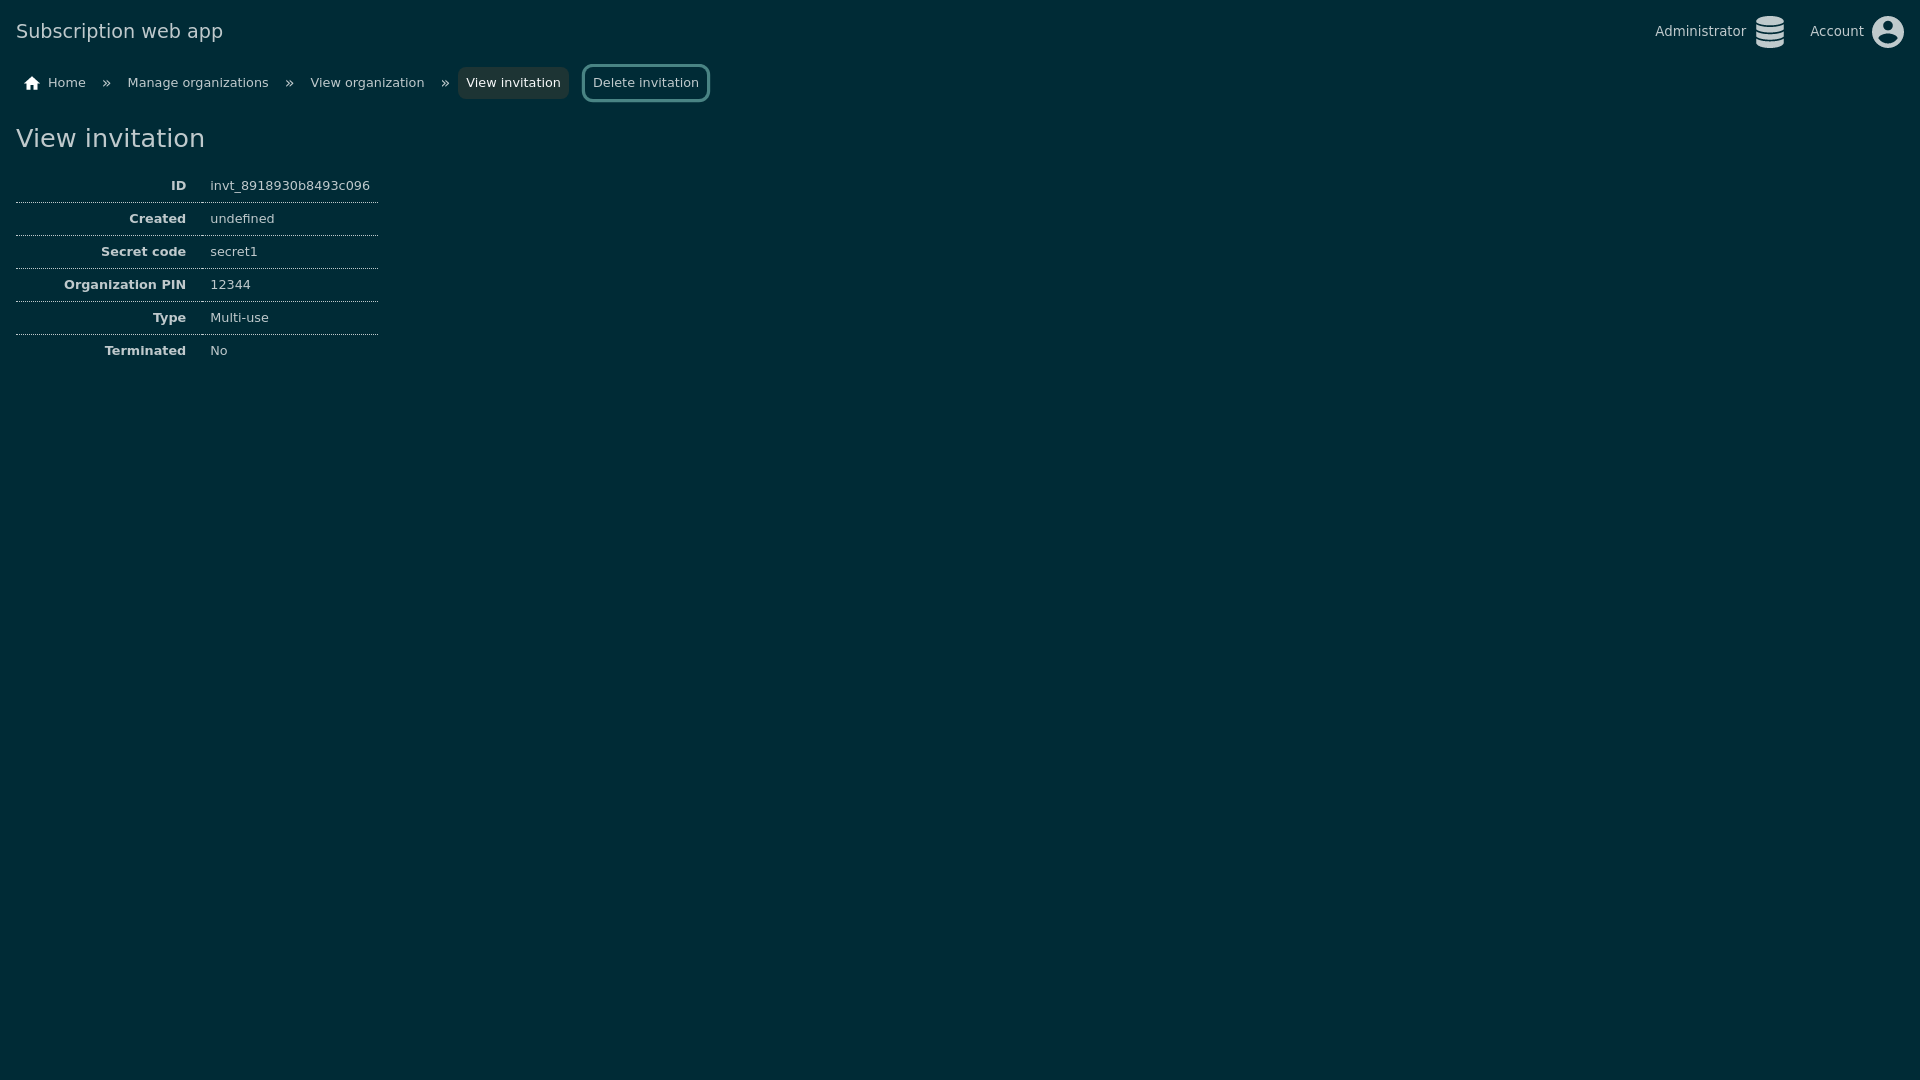 Subscription web app
Administrator
Account
Home » Manage organizations » View organization » View invitation Delete invitation
View invitation
ID invt_8918930b8493c096
Created undefined
Secret code secret1
Organization PIN 12344
Type Multi-use
Terminated No